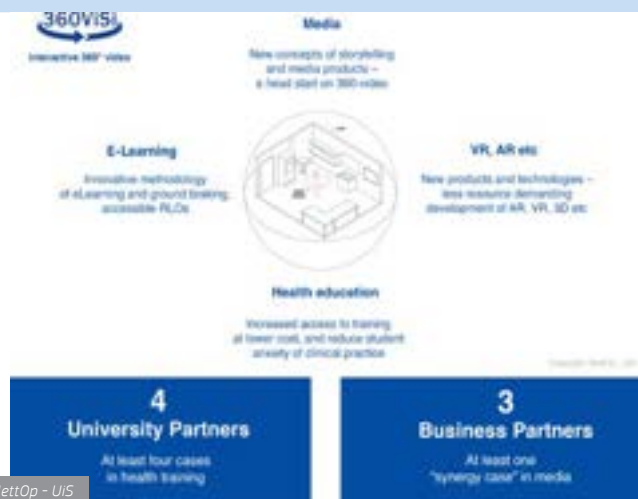 360ViSi
Interactive 360° video
Media
New concepts of storytelling
and media products –
a head start on 360-video
E-Learning
Innovative methodology
of eLearning and ground braking,
accessible RLOs
VR, AR etc
New products and technologies –
less resource demanding
development of AR, VR, 3D etc
Health education
Increased access to training
at lower cost, and reduce student
anxiety of clinical practice
4
University Partners
At least four cases
in health training
3
Business Partners
At least one
"synergy case" in media
ettOp - UiS